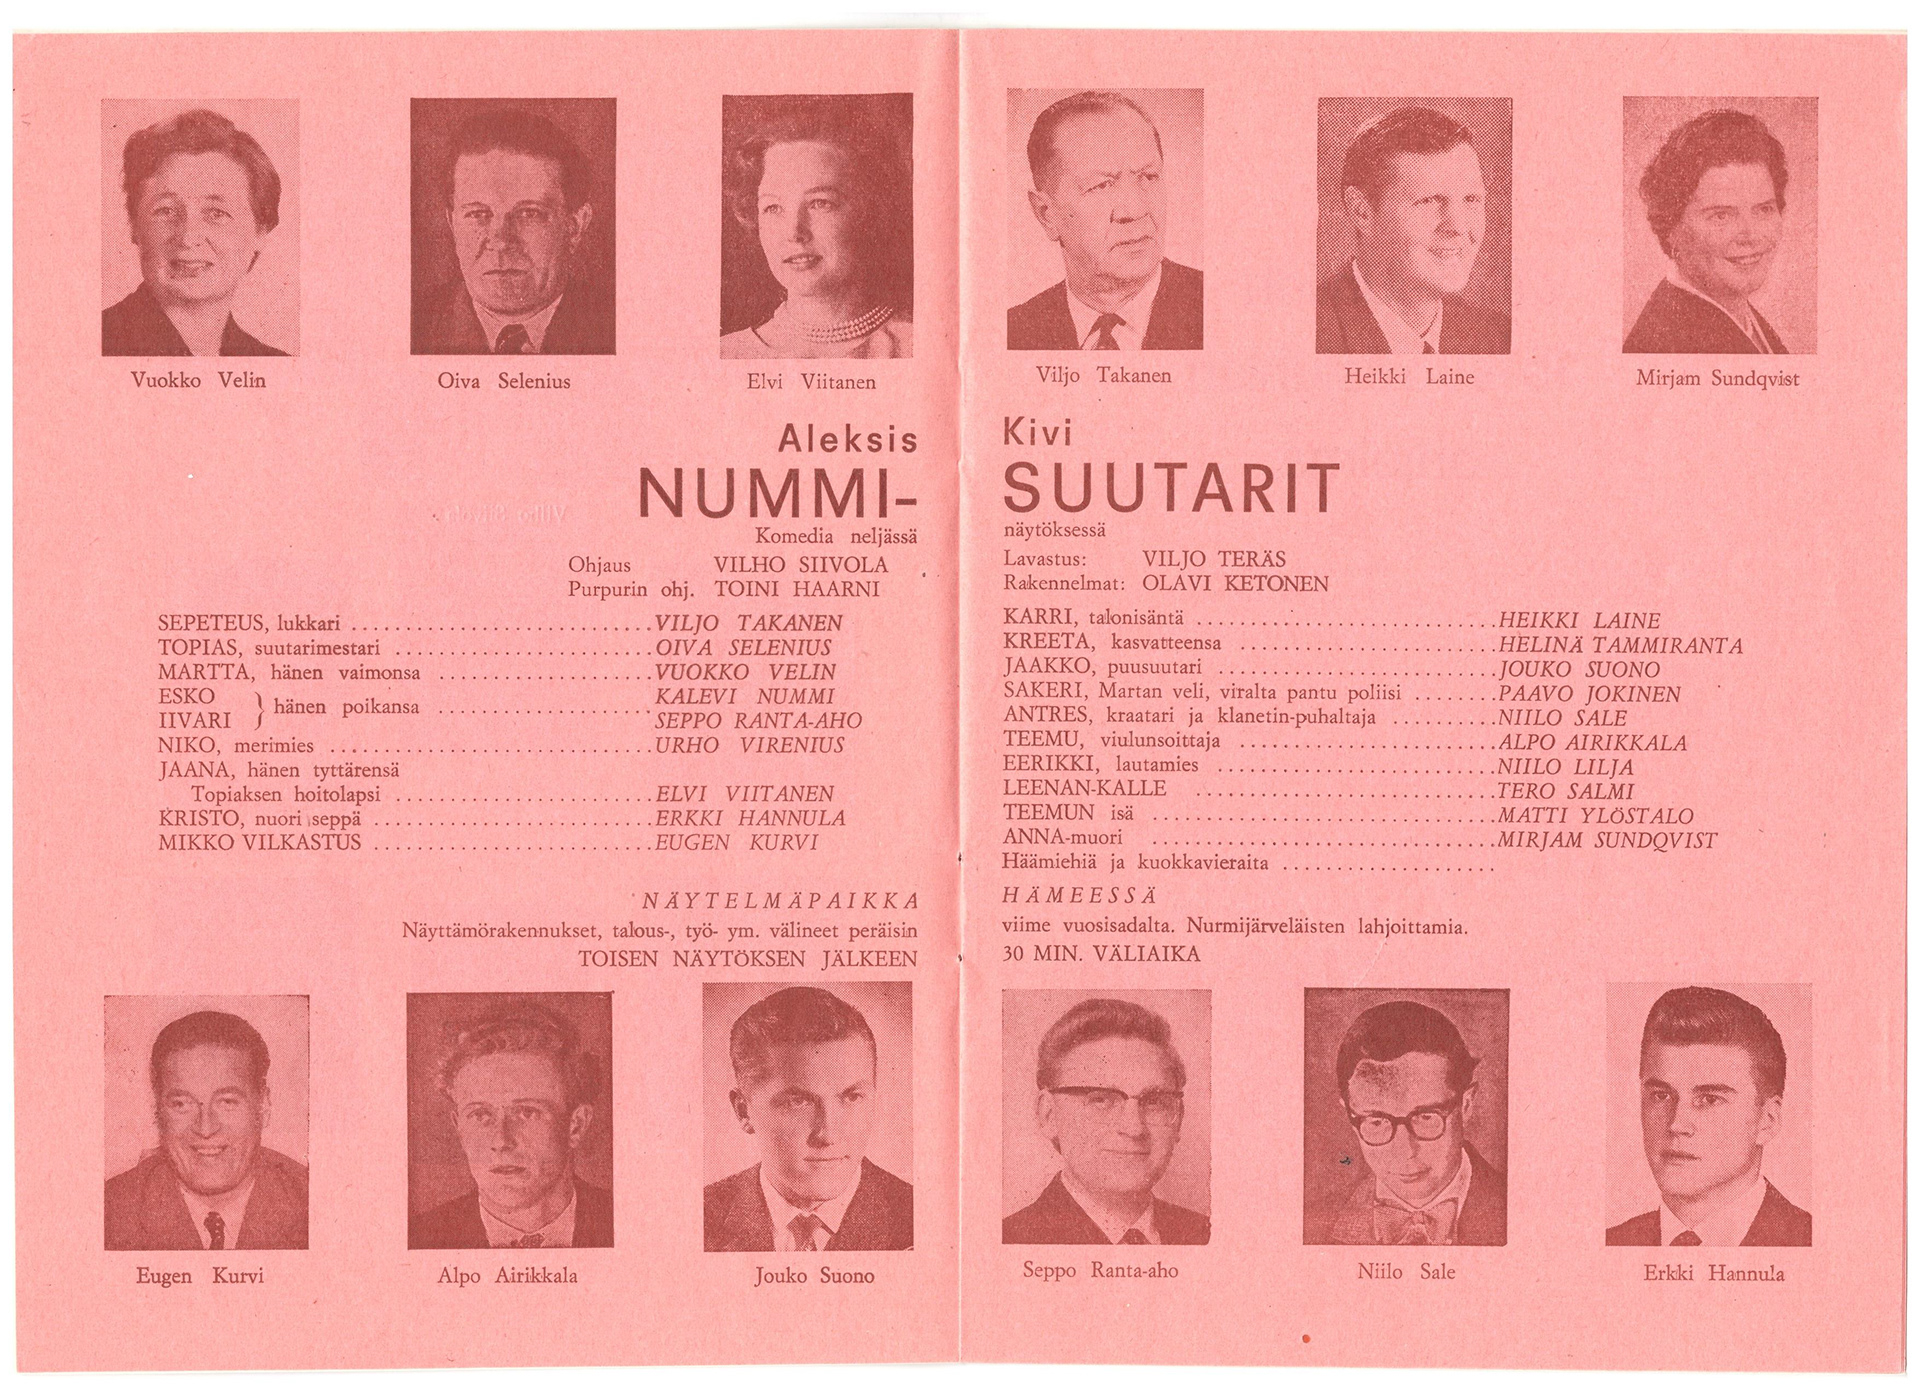 Vuokko Velin
Oiva Selenius
Elvi Viitanen
Viljo Takanen
Heikki Laine
Mirjam Sundqvist
Aleksis Kivi
NUMMI-SUUTARIT
Komedia neljässä näytöksessä
Ohjaus VILHO SIIVOLA
Purpurin ohj. TOINI HAARNI
Lavastus: VILJO TERÄS
Rakennelmat: OLAVI KETONEN
SEPETEUS, lukkari ............................ VILJO TAKANEN
TOPIAS, suutarimestari ........................ OIVA SELENIUS
MARTTA, hänen vaimonsa .................... VUOKKO VELIN
ESKO } hänen poikansa .................... KALEVI NUMMI
IIVARI SEPPO RANTA-AHO
NIKO, merimies .............................. URHO VIRENIUS
JAANA, hänen tyttärensä
Topiaksen hoitolapsi ........................ ELVI VIITANEN
KRISTO, nuori seppä .......................... ERKKI HANNULA
MIKKO VILKASTUS .......................... EUGEN KURVI
KARRI, talonisäntä ............................ HEIKKI LAINE
KREETA, kasvatteensa ........................ HELINÄ TAMMIRANTA
JAAKKO, puusuutari .......................... JOUKO SUONO
SAKERI, Martan veli, viralta pantu poliisi ........ PAAVO JOKINEN
ANTRES, kraatari ja klanetin-puhaltaja .......... NIILO SALE
TEEMU, viulunsoittaja ........................ ALPO AIRIKKALA
EERIKKI, lautamies .......................... NIILO LILJA
LEENAN-KALLE ............................ TERO SALMI
TEEMUN isä ................................ MATTI YLÖSTALO
ANNA-muori ................................ MIRJAM SUNDQVIST
Häämiehiä ja kuokkavieraita ....................
NÄYTELMÄPAIKKA HÄMEESSÄ
Näyttämörakennukset, talous-, työ- ym. välineet peräisin viime vuosisadalta. Nurmijärveläisten lahjoittamia.
TOISEN NÄYTÖKSEN JÄLKEEN 30 MIN. VÄLIAIKA
Eugen Kurvi
Alpo Airikkala
Jouko Suono
Seppo Ranta-aho
Niilo Sale
Erkki Hannula